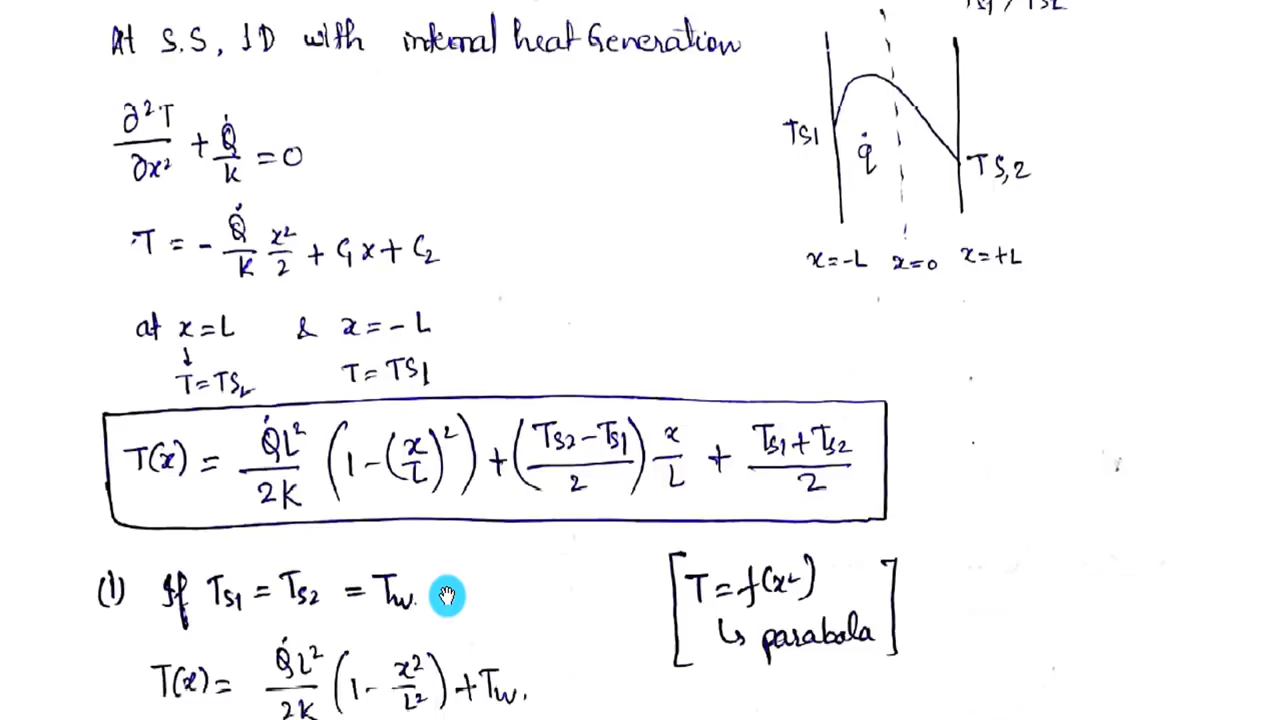 At S.S, 1D with internal heat Generation
∂²T/∂x² + Q̇/k = 0
T = - Q̇/K x²/2 + C₁x + C₂
at x=L & x=-L
T=TS₂ T=TS1
T(x) = Q̇L²/2K (1-(x/L)²) + (TS2-TS1/2) x/L + TS1+TS2/2
(1) If TS1 = TS2 = Tw.
T(x) = Q̇L²/2K (1- x²/L²) + Tw.
[T = f(x²)
↳ parabola]
TS1
q̇
TS,2
x=-L x=0 x=+L